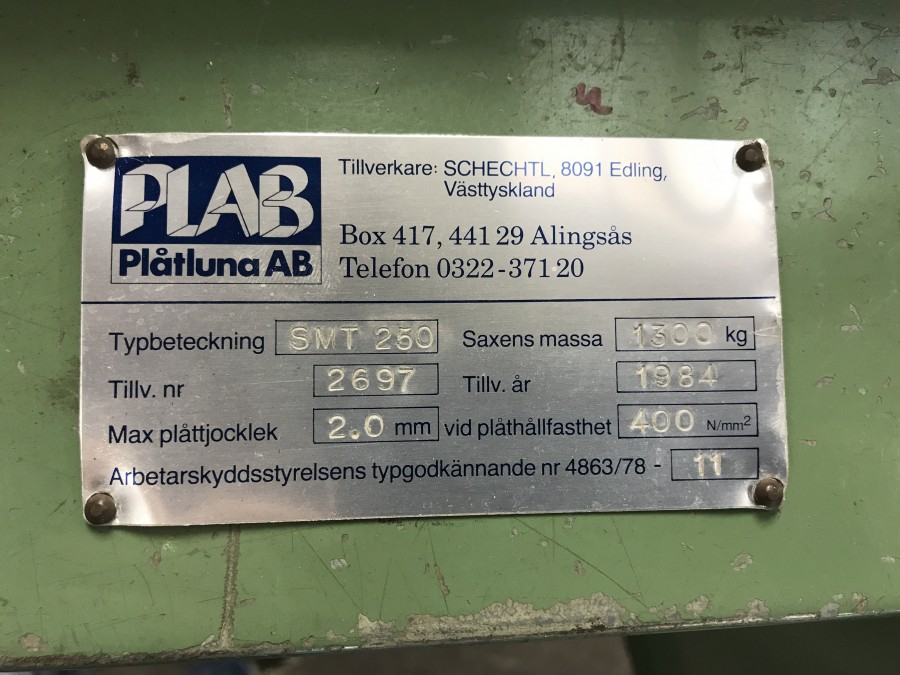 PLAB
Plåtluna AB
Tillverkare: SCHECHTL, 8091 Edling,
Västtyskland
Box 417, 441 29 Alingsås
Telefon 0322-371 20
Typbeteckning SMT 250 Saxens massa 1300 kg
Tillv. nr 2697 Tillv. år 1984
Max plåttjocklek 2.0 mm vid plåthållfasthet 400 N/mm²
Arbetarskyddsstyrelsens typgodkännande nr 4863/78 - 11